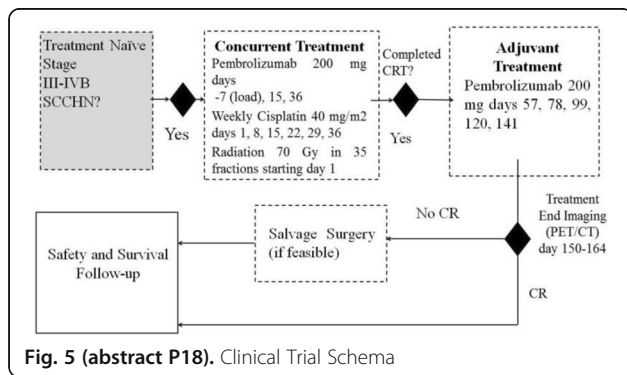 Treatment Naïve
Stage
III-IVB
SCCHN?
Yes
Concurrent Treatment
Pembrolizumab 200 mg
days
-7 (load), 15, 36
Weekly Cisplatin 40 mg/m2
days 1, 8, 15, 22, 29, 36
Radiation 70 Gy in 35
fractions starting day 1
Completed
CRT?
Yes
Adjuvant
Treatment
Pembrolizumab 200
mg days 57, 78, 99,
120, 141
Treatment
End Imaging
(PET/CT)
day 150-164
No CR
CR
Salvage Surgery
(if feasible)
Safety and Survival
Follow-up
Fig. 5 (abstract P18). Clinical Trial Schema